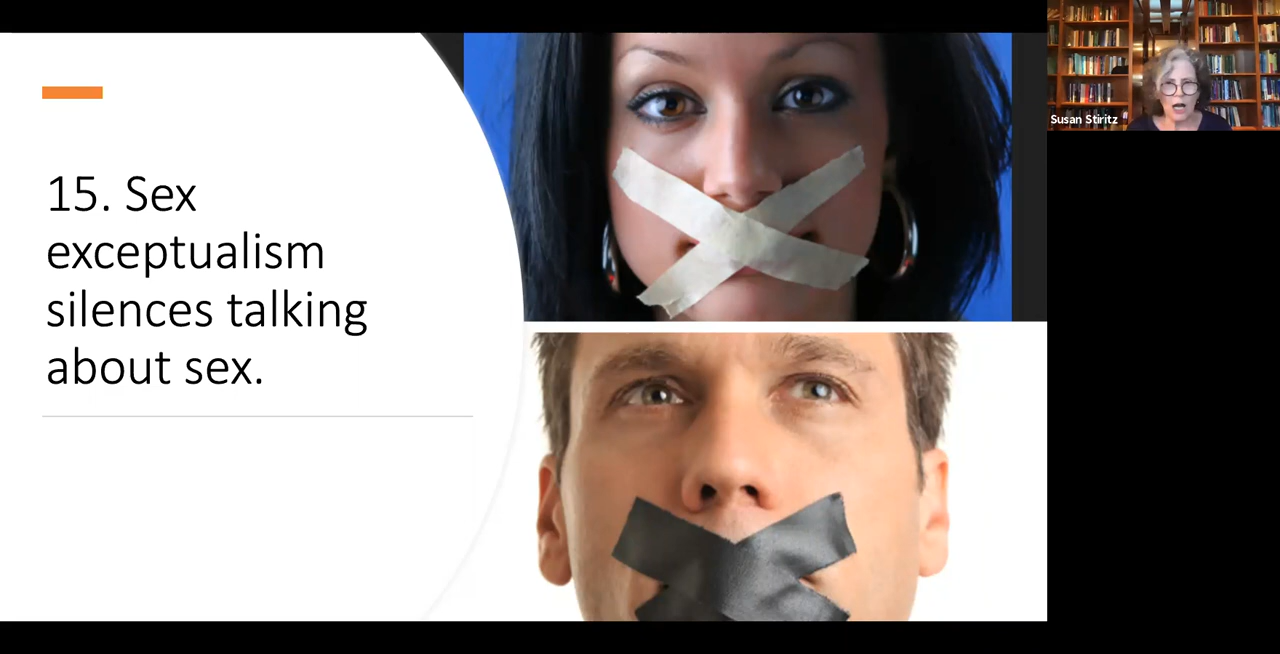 15. Sex
exceptualism
silences talking
about sex.
Susan Stiritz